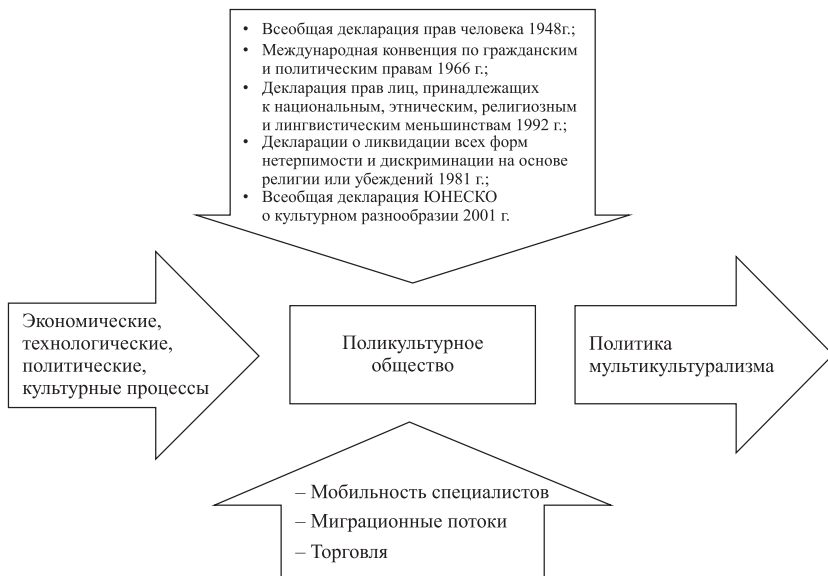 • Всеобщая декларация прав человека 1948г.;
• Международная конвенция по гражданским
и политическим правам 1966 г.;
• Декларация прав лиц, принадлежащих
к национальным, этническим, религиозным
и лингвистическим меньшинствам 1992 г.;
• Декларации о ликвидации всех форм
нетерпимости и дискриминации на основе
религии или убеждений 1981 г.;
• Всеобщая декларация ЮНЕСКО
о культурном разнообразии 2001 г.
Экономические,
технологические,
политические,
культурные процессы
Поликультурное
общество
Политика
мультикультурализма
– Мобильность специалистов
– Миграционные потоки
– Торговля